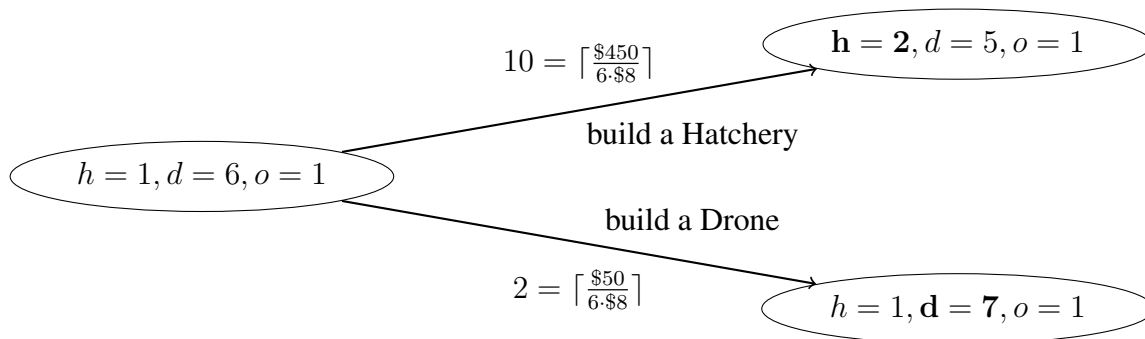 h = 2, d = 5, o = 1
10 = ⌈$450/6·$8⌉
build a Hatchery
h = 1, d = 6, o = 1
build a Drone
2 = ⌈$50/6·$8⌉
h = 1, d = 7, o = 1